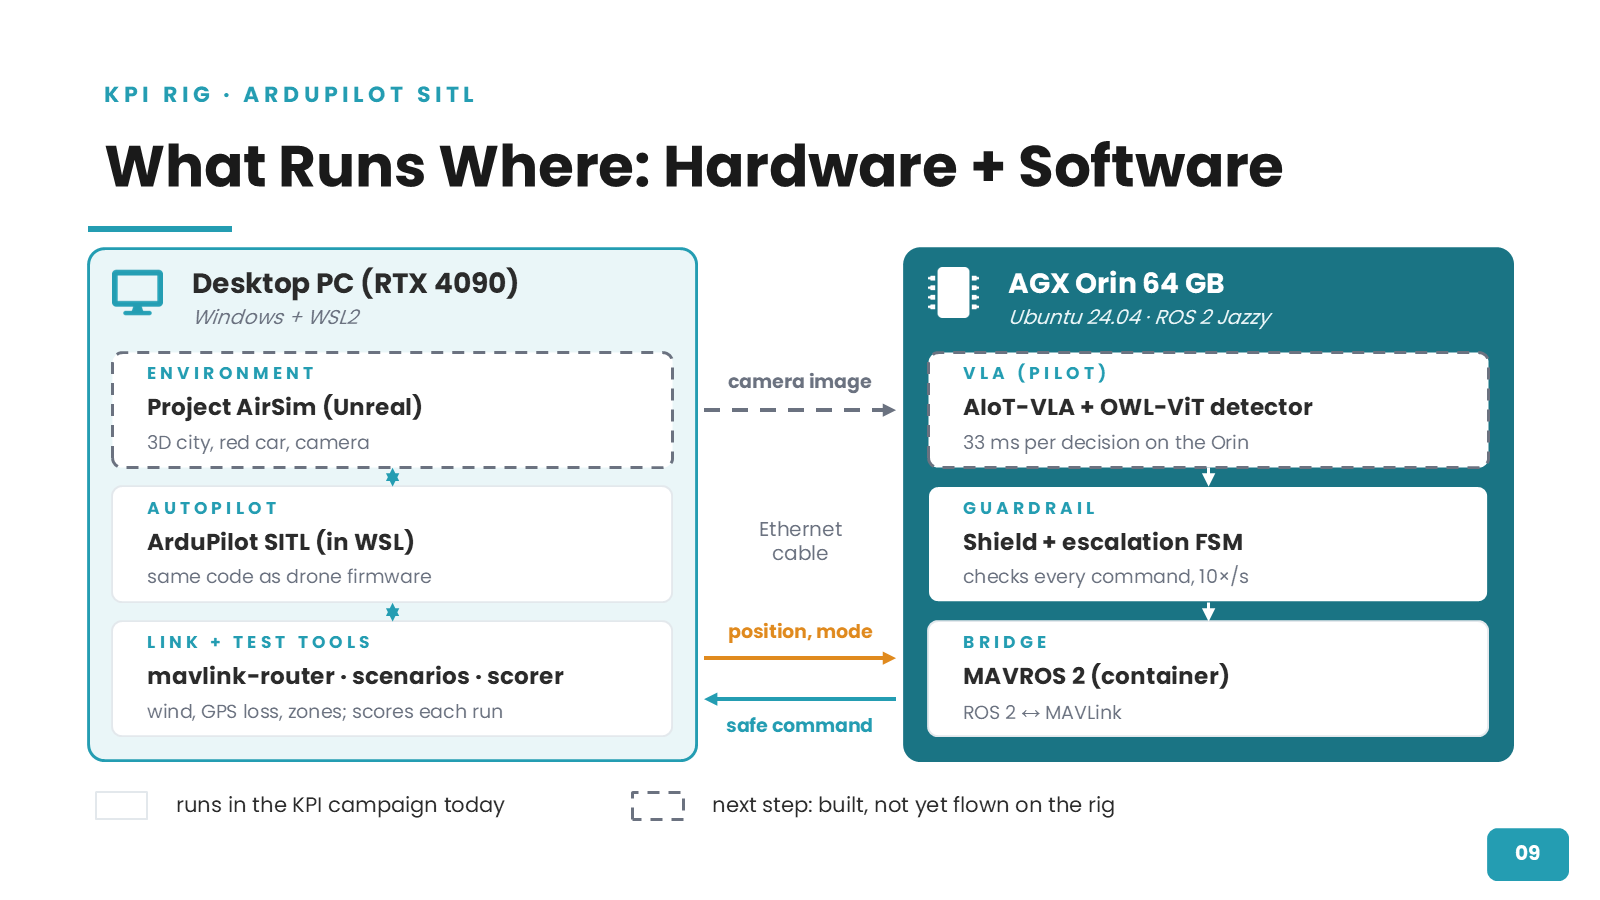 KPI RIG · ARDUPILOT SITL
What Runs Where: Hardware + Software
Desktop PC (RTX 4090)
Windows + WSL2
ENVIRONMENT
Project AirSim (Unreal)
3D city, red car, camera
AUTOPILOT
ArduPilot SITL (in WSL)
same code as drone firmware
LINK + TEST TOOLS
mavlink-router · scenarios · scorer
wind, GPS loss, zones; scores each run
camera image
Ethernet
cable
position, mode
safe command
AGX Orin 64 GB
Ubuntu 24.04 · ROS 2 Jazzy
VLA (PILOT)
AIoT-VLA + OWL-ViT detector
33 ms per decision on the Orin
GUARDRAIL
Shield + escalation FSM
checks every command, 10×/s
BRIDGE
MAVROS 2 (container)
ROS 2 ↔ MAVLink
runs in the KPI campaign today
next step: built, not yet flown on the rig
09